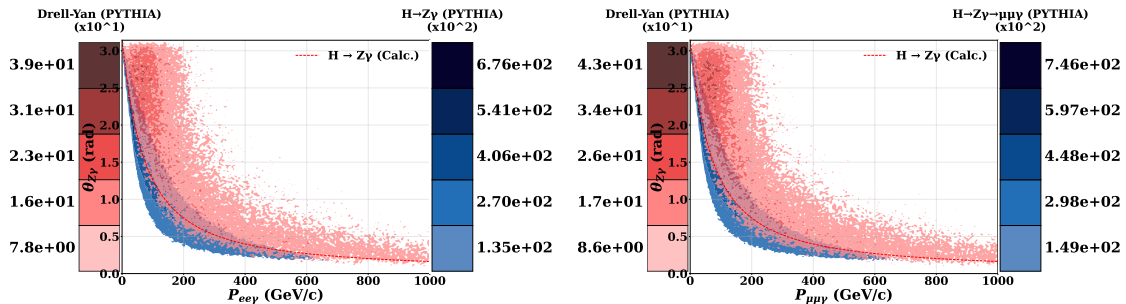 Drell-Yan (PYTHIA)
(x10^1)
H→Zγ (PYTHIA)
(x10^2)
3.9e+01
3.1e+01
2.3e+01
1.6e+01
7.8e+00
3.0
2.5
2.0
1.5
1.0
0.5
0.0
θZγ (rad)
H → Zγ (Calc.)
6.76e+02
5.41e+02
4.06e+02
2.70e+02
1.35e+02
0
200
400
600
800
1000
Peeγ (GeV/c)
Drell-Yan (PYTHIA)
(x10^1)
H→Zγ→μμγ (PYTHIA)
(x10^2)
4.3e+01
3.4e+01
2.6e+01
1.7e+01
8.6e+00
3.0
2.5
2.0
1.5
1.0
0.5
0.0
θZγ (rad)
H → Zγ (Calc.)
7.46e+02
5.97e+02
4.48e+02
2.98e+02
1.49e+02
0
200
400
600
800
1000
Pμμγ (GeV/c)